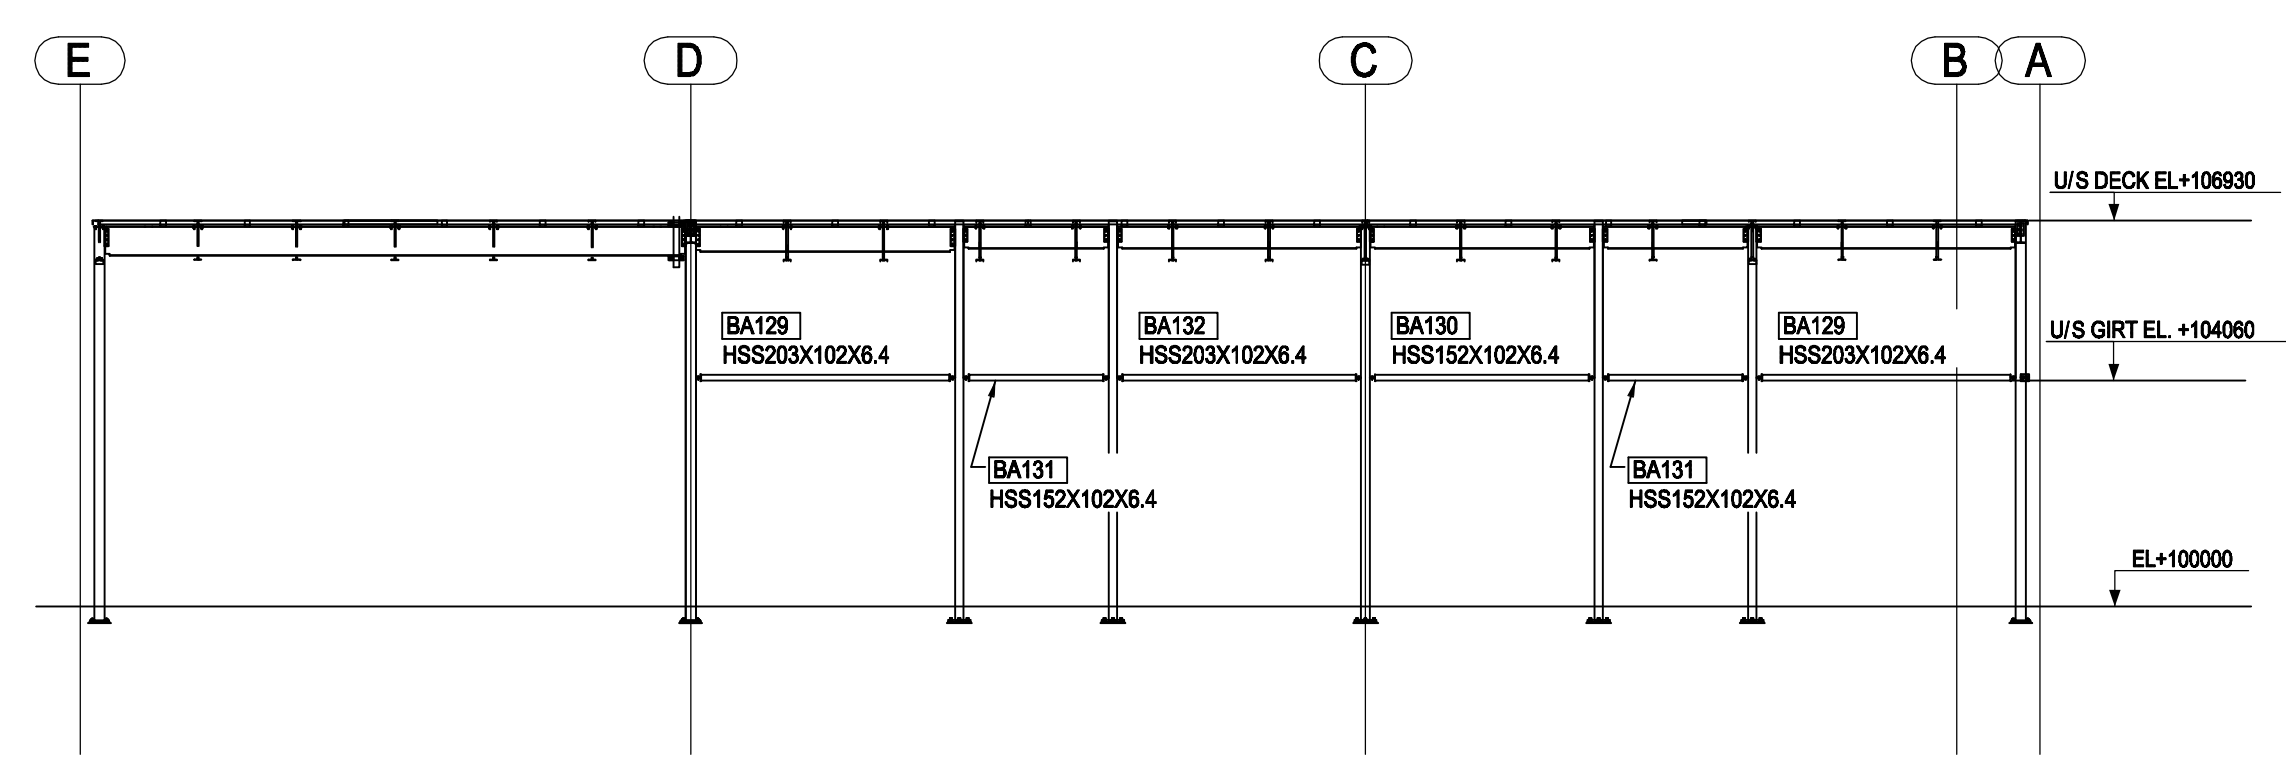 E
D
C
B
A
U/S DECK EL+106930
BA129
HSS203X102X6.4
BA132
HSS203X102X6.4
BA130
HSS152X102X6.4
BA129
HSS203X102X6.4
U/S GIRT EL. +104060
BA131
HSS152X102X6.4
BA131
HSS152X102X6.4
EL+100000